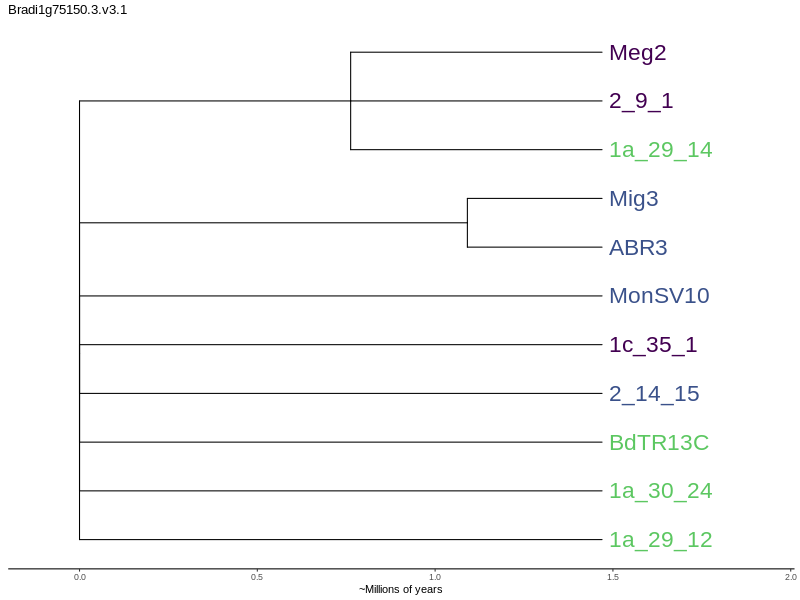 Bradi1g75150.3.v3.1
Meg2
2_9_1
1a_29_14
Mig3
ABR3
MonSV10
1c_35_1
2_14_15
BdTR13C
1a_30_24
1a_29_12
0.0 0.5 1.0 1.5 2.0
~Millions of years